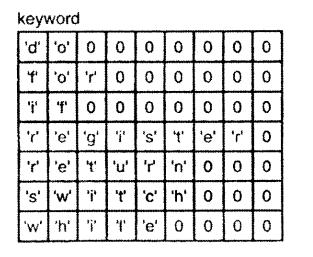 keyword
'd' 'o' 0 0 0 0 0 0 0
'f' 'o' 'r' 0 0 0 0 0 0
'i' 'f' 0 0 0 0 0 0 0
'r' 'e' 'g' 'i' 's' 't' 'e' 'r' 0
'r' 'e' 't' 'u' 'r' 'n' 0 0 0
's' 'w' 'i' 't' 'c' 'h' 0 0 0
'w' 'h' 'i' 'l' 'e' 0 0 0 0